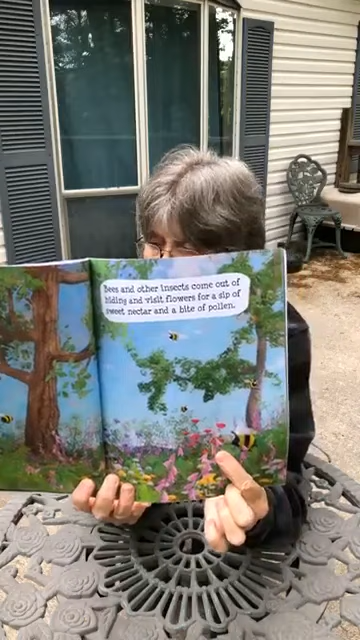 Bees and other insects come out of
hiding and visit flowers for a sip of
sweet nectar and a bite of pollen.